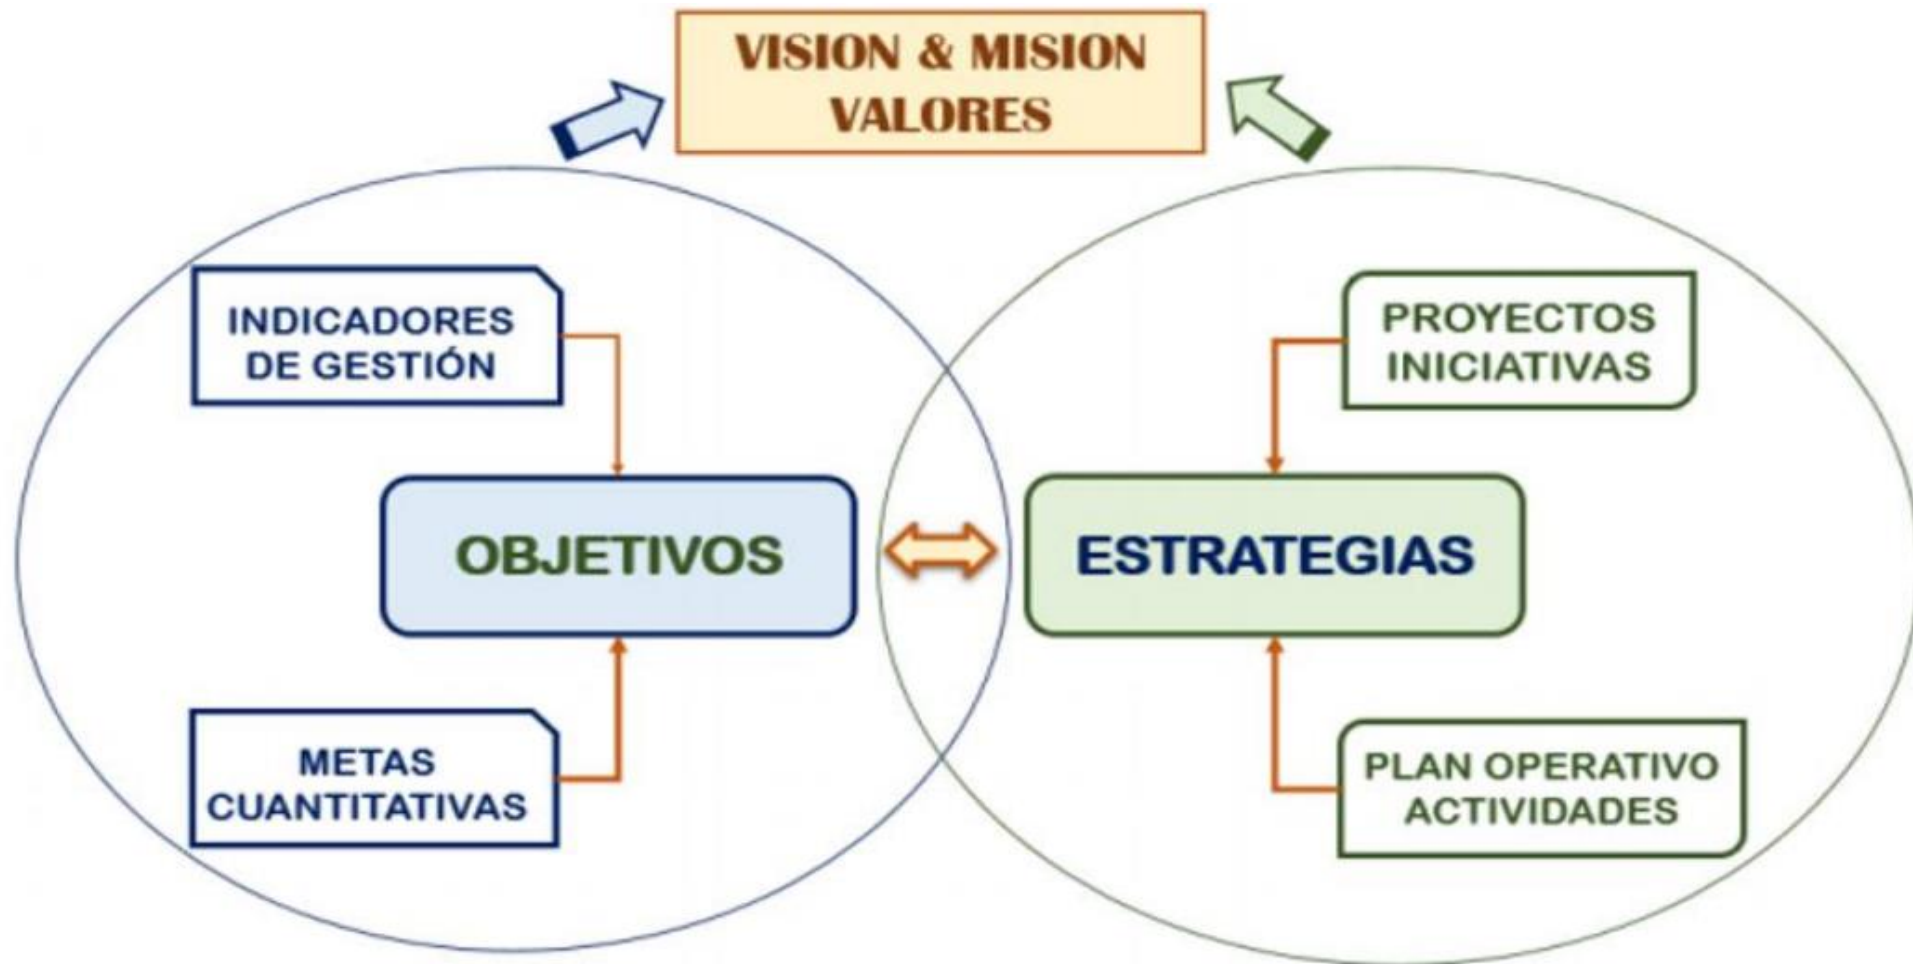 VISION & MISION
VALORES
INDICADORES
DE GESTIÓN
PROYECTOS
INICIATIVAS
OBJETIVOS
ESTRATEGIAS
METAS
CUANTITATIVAS
PLAN OPERATIVO
ACTIVIDADES